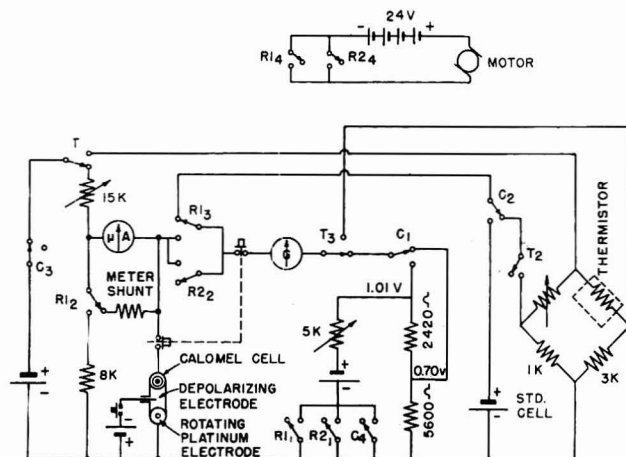 24V
- +
R1₄
R2₄
MOTOR
T
15K
R1₃
C₂
μA
T₃
C₁
G
T₂
THERMISTOR
C₃
R2₂
METER
SHUNT
R1₂
1.01 V
5K
2420 Ω
8K
CALOMEL CELL
0.70v
1K
3K
DEPOLARIZING
ELECTRODE
STD.
CELL
5600 Ω
ROTATING
PLATINUM
ELECTRODE
R1₁
R2₁
C₄